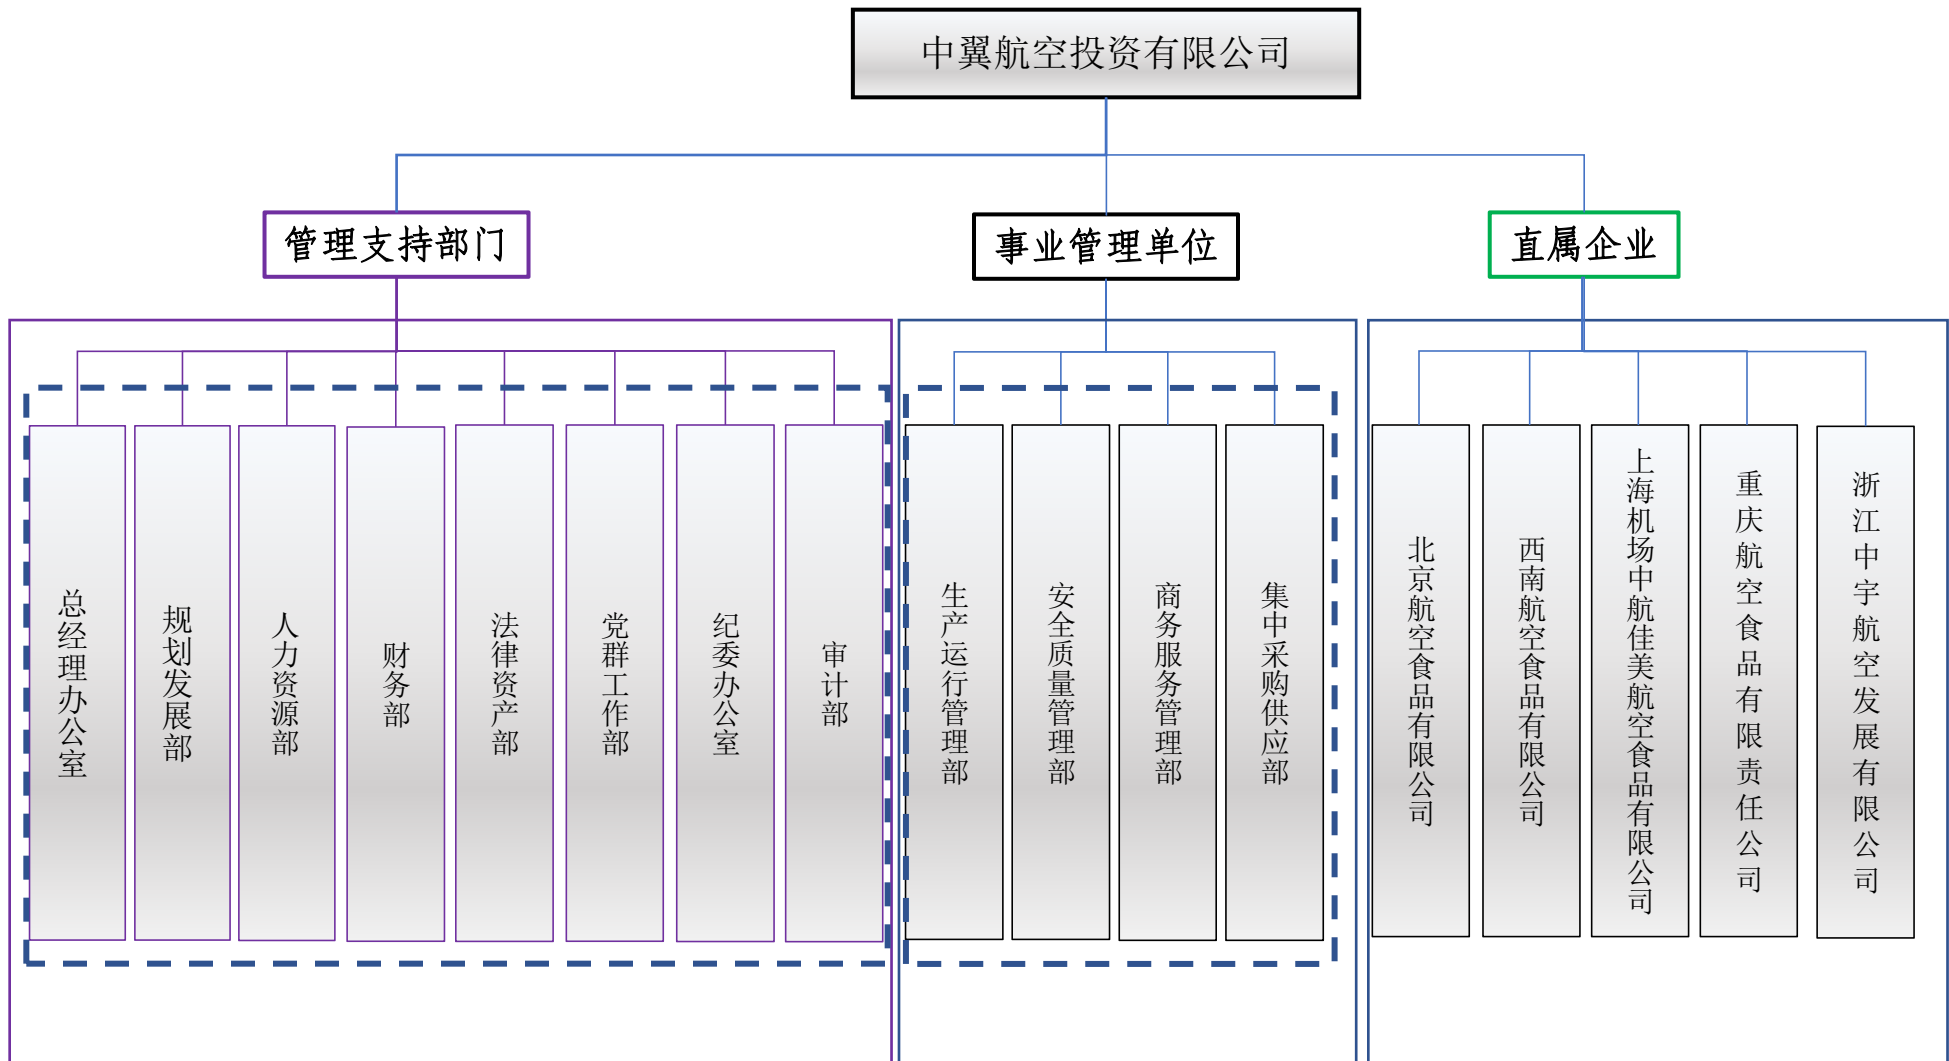 中翼航空投资有限公司
管理支持部门
事业管理单位
直属企业
总经理办公室
规划发展部
人力资源部
财务部
法律资产部
党群工作部
纪委办公室
审计部
生产运行管理部
安全质量管理部
商务服务管理部
集中采购供应部
北京航空食品有限公司
西南航空食品有限公司
上海机场中航佳美航空食品有限公司
重庆航空食品有限责任公司
浙江中宇航空发展有限公司